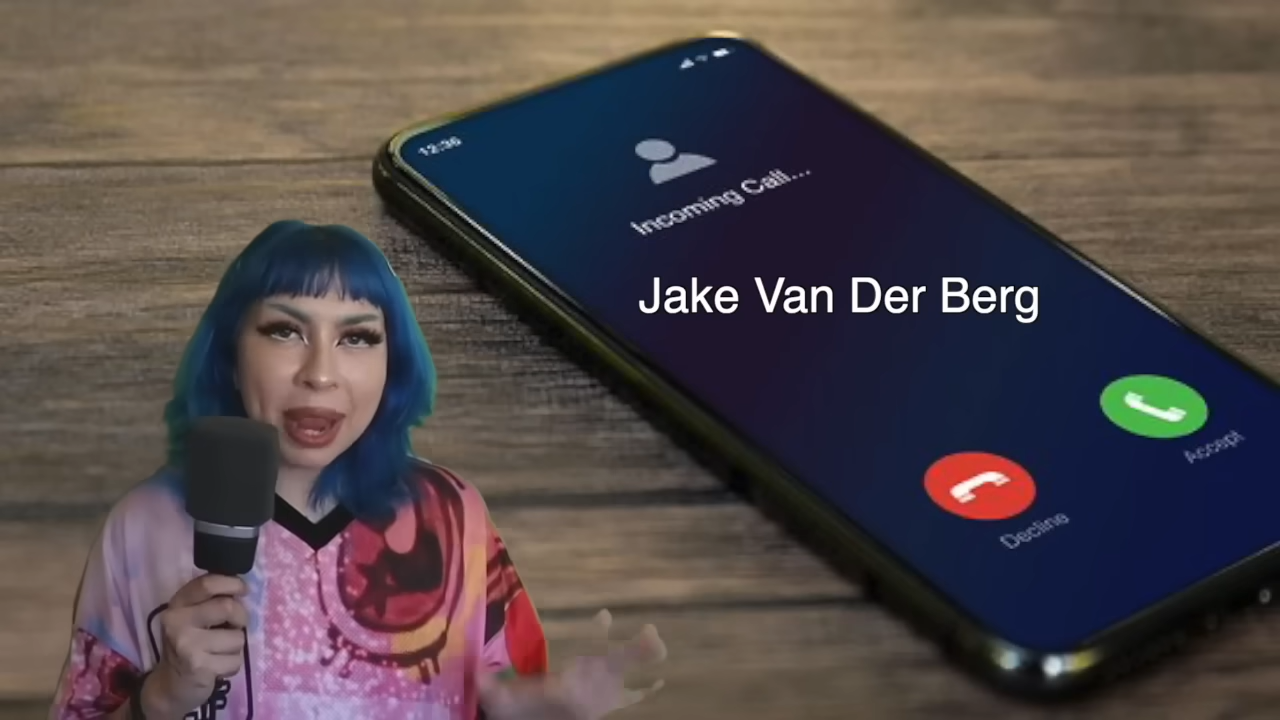 12:36
Incoming Call...
Jake Van Der Berg
Accept
Decline